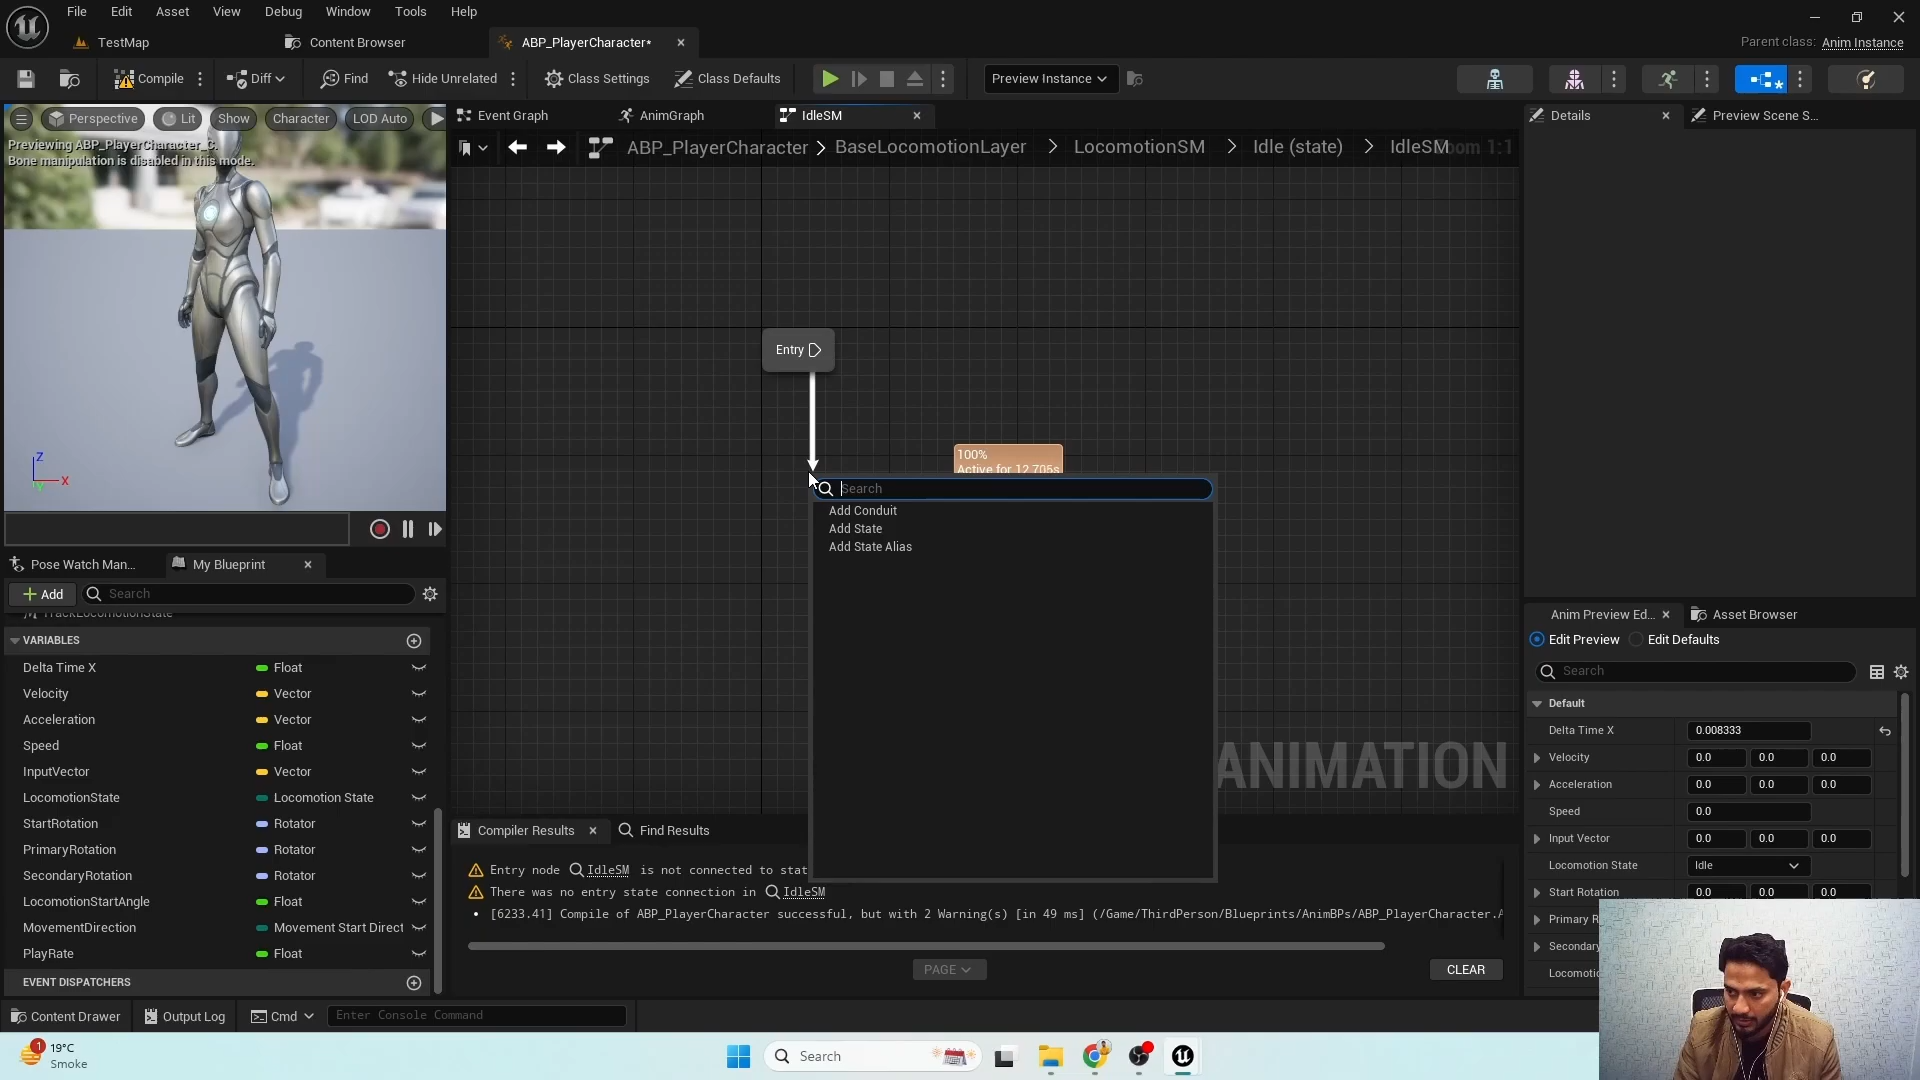 File Edit Asset View Debug Window Tools Help
TestMap
Content Browser
ABP_PlayerCharacter*
Parent class: Anim Instance
Compile
Diff
Find
Hide Unrelated
Class Settings
Class Defaults
Preview Instance
Perspective
Lit
Show
Character
LOD Auto
Previewing ABP_PlayerCharacter_C.
Bone manipulation is disabled in this mode.
Z
X
Y
Event Graph
AnimGraph
IdleSM
ABP_PlayerCharacter > BaseLocomotionLayer > LocomotionSM > Idle (state) > IdleSM
Zoom 1:1
Entry
100%
Active for 12.705s
Search
Add Conduit
Add State
Add State Alias
ANIMATION
Details
Preview Scene S...
Pose Watch Man...
My Blueprint
Add
Search
TrackLocomotionState
VARIABLES
Delta Time X Float
Velocity Vector
Acceleration Vector
Speed Float
InputVector Vector
LocomotionState Locomotion State
StartRotation Rotator
PrimaryRotation Rotator
SecondaryRotation Rotator
LocomotionStartAngle Float
MovementDirection Movement Start Direct
PlayRate Float
EVENT DISPATCHERS
Compiler Results
Find Results
Entry node IdleSM is not connected to stat
There was no entry state connection in IdleSM
• [6233.41] Compile of ABP_PlayerCharacter successful, but with 2 Warning(s) [in 49 ms] (/Game/ThirdPerson/Blueprints/AnimBPs/ABP_PlayerCharacter.
PAGE
CLEAR
Anim Preview Ed...
Asset Browser
Edit Preview
Edit Defaults
Search
Default
Delta Time X 0.008333
Velocity 0.0 0.0 0.0
Acceleration 0.0 0.0 0.0
Speed 0.0
Input Vector 0.0 0.0 0.0
Locomotion State Idle
Start Rotation 0.0 0.0 0.0
Primary R
Secondary
Locomotio
Content Drawer
Output Log
Cmd
Enter Console Command
1
19°C
Smoke
Search